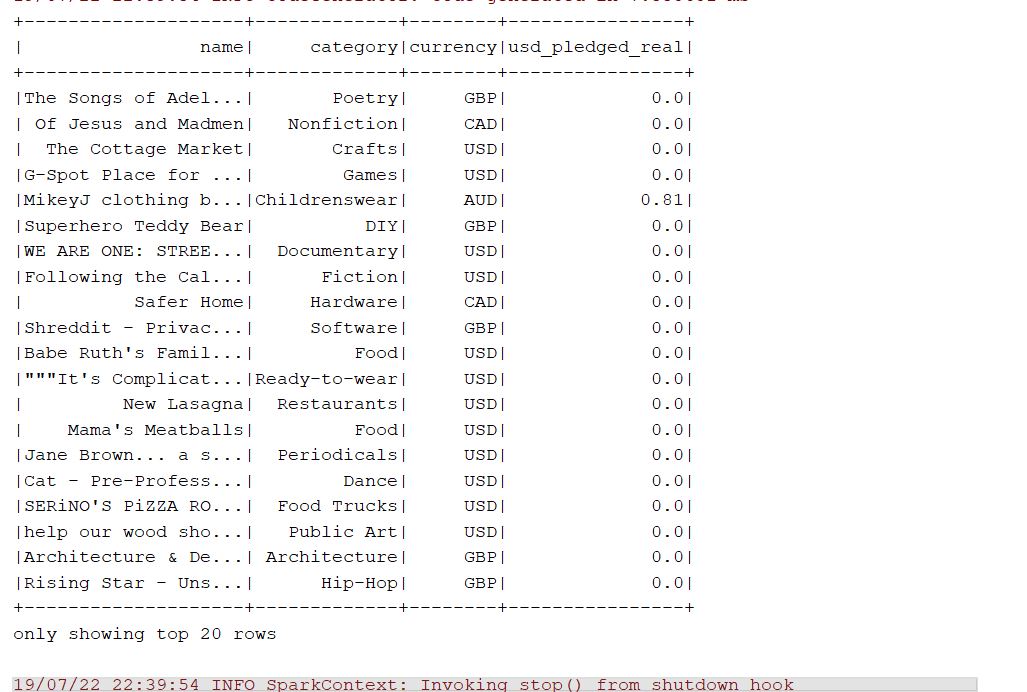 +--------------------+-------------+--------+----------------+
|                name|     category|currency|usd_pledged_real|
+--------------------+-------------+--------+----------------+
|The Songs of Adel...|       Poetry|     GBP|             0.0|
| Of Jesus and Madmen|   Nonfiction|     CAD|             0.0|
|  The Cottage Market|       Crafts|     USD|             0.0|
|G-Spot Place for ...|        Games|     USD|             0.0|
|MikeyJ clothing b...|Childrenswear|     AUD|            0.81|
|Superhero Teddy Bear|          DIY|     GBP|             0.0|
|WE ARE ONE: STREE...|  Documentary|     USD|             0.0|
|Following the Cal...|      Fiction|     USD|             0.0|
|          Safer Home|     Hardware|     CAD|             0.0|
|Shreddit - Privac...|     Software|     GBP|             0.0|
|Babe Ruth's Famil...|         Food|     USD|             0.0|
|"""It's Complicat...|Ready-to-wear|     USD|             0.0|
|         New Lasagna|  Restaurants|     USD|             0.0|
|    Mama's Meatballs|         Food|     USD|             0.0|
|Jane Brown... a s...|  Periodicals|     USD|             0.0|
|Cat - Pre-Profess...|        Dance|     USD|             0.0|
|SERiNO'S PiZZA RO...|  Food Trucks|     USD|             0.0|
|help our wood sho...|   Public Art|     USD|             0.0|
|Architecture & De...| Architecture|     GBP|             0.0|
|Rising Star - Uns...|      Hip-Hop|     GBP|             0.0|
+--------------------+-------------+--------+----------------+
only showing top 20 rows
19/07/22 22:39:54 INFO SparkContext: Invoking stop() from shutdown hook